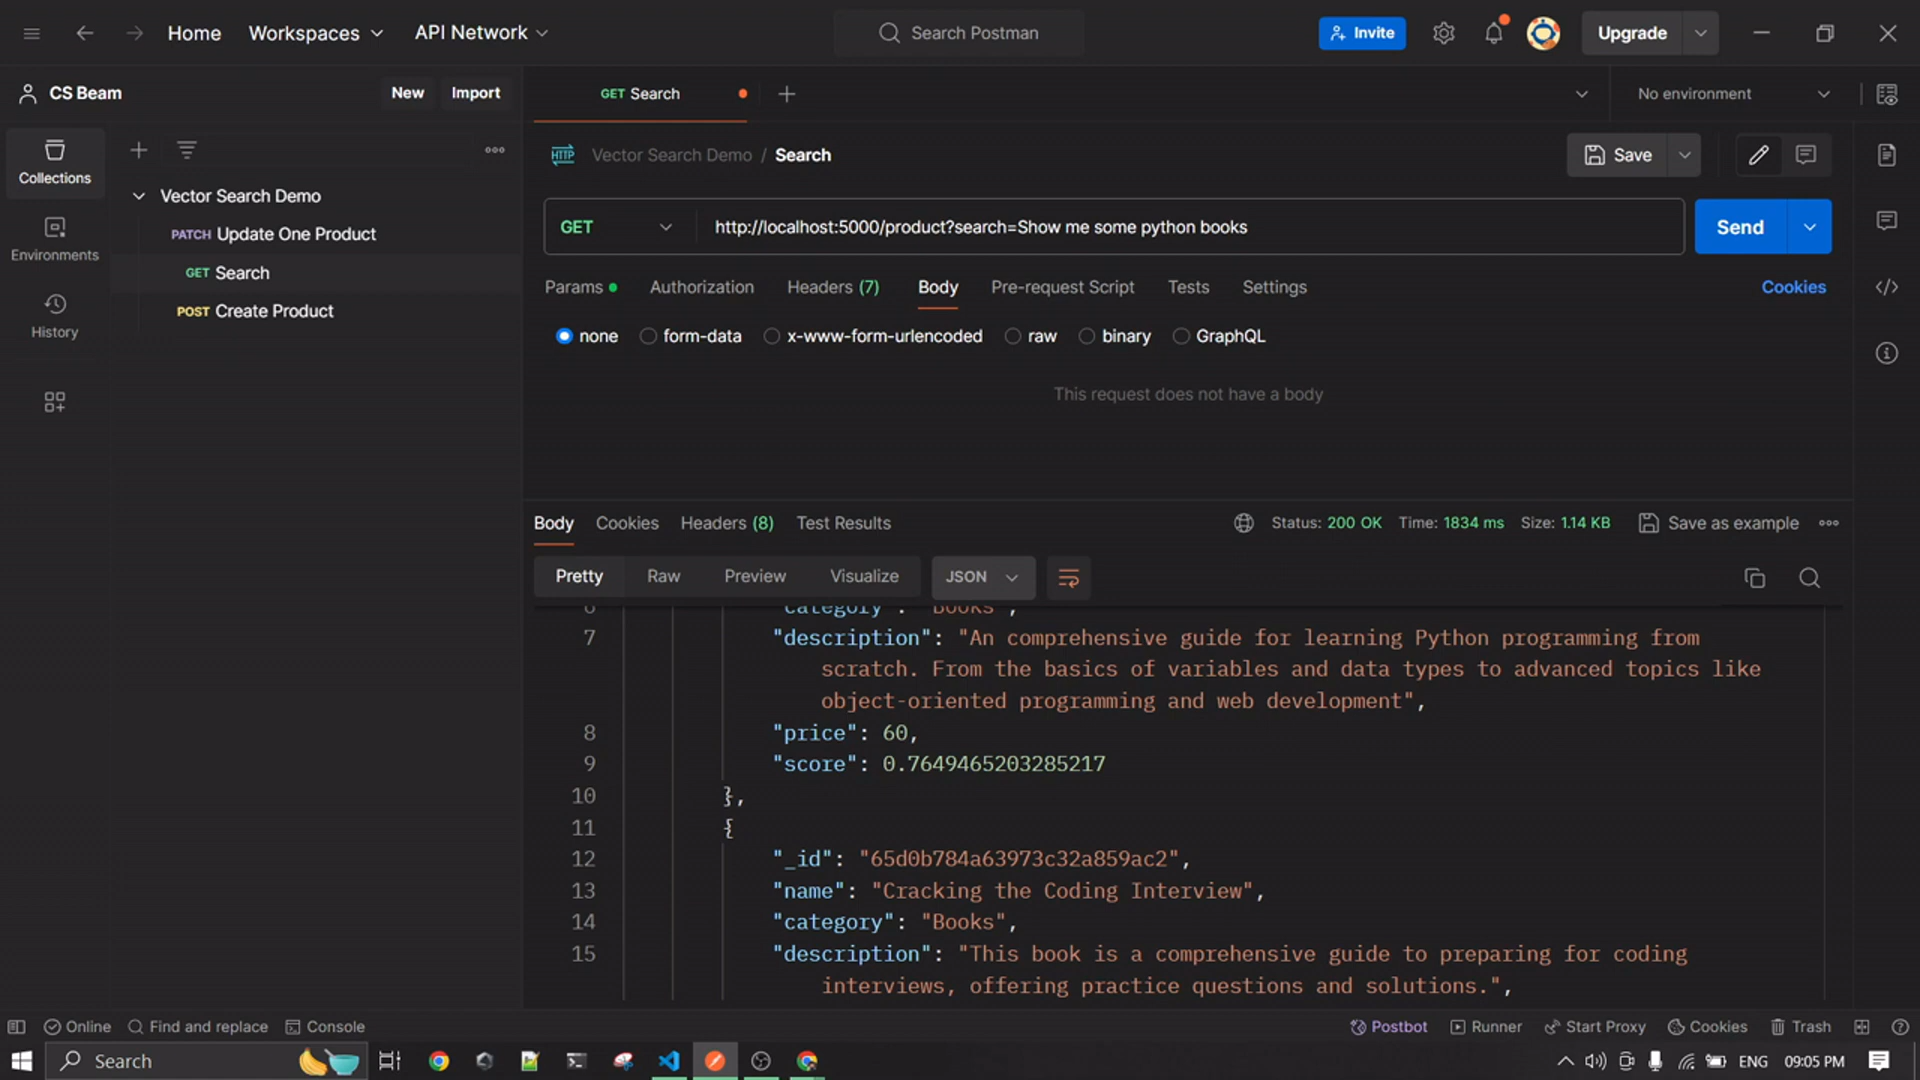 Home Workspaces API Network Search Postman Invite Upgrade
CS Beam New Import GET Search No environment
Vector Search Demo / Search Save
Collections
Vector Search Demo
PATCH Update One Product
GET http://localhost:5000/product?search=Show me some python books Send
Environments
GET Search
Params Authorization Headers (7) Body Pre-request Script Tests Settings Cookies
POST Create Product
History
none form-data x-www-form-urlencoded raw binary GraphQL
This request does not have a body
Body Cookies Headers (8) Test Results Status: 200 OK Time: 1834 ms Size: 1.14 KB Save as example
Pretty Raw Preview Visualize JSON
6 "category": "Books",
7 "description": "An comprehensive guide for learning Python programming from
scratch. From the basics of variables and data types to advanced topics like
object-oriented programming and web development",
8 "price": 60,
9 "score": 0.7649465203285217
10 },
11 {
12 "_id": "65d0b784a63973c32a859ac2",
13 "name": "Cracking the Coding Interview",
14 "category": "Books",
15 "description": "This book is a comprehensive guide to preparing for coding
interviews, offering practice questions and solutions.",
Online Find and replace Console Postbot Runner Start Proxy Cookies Trash
Search ENG 09:05 PM